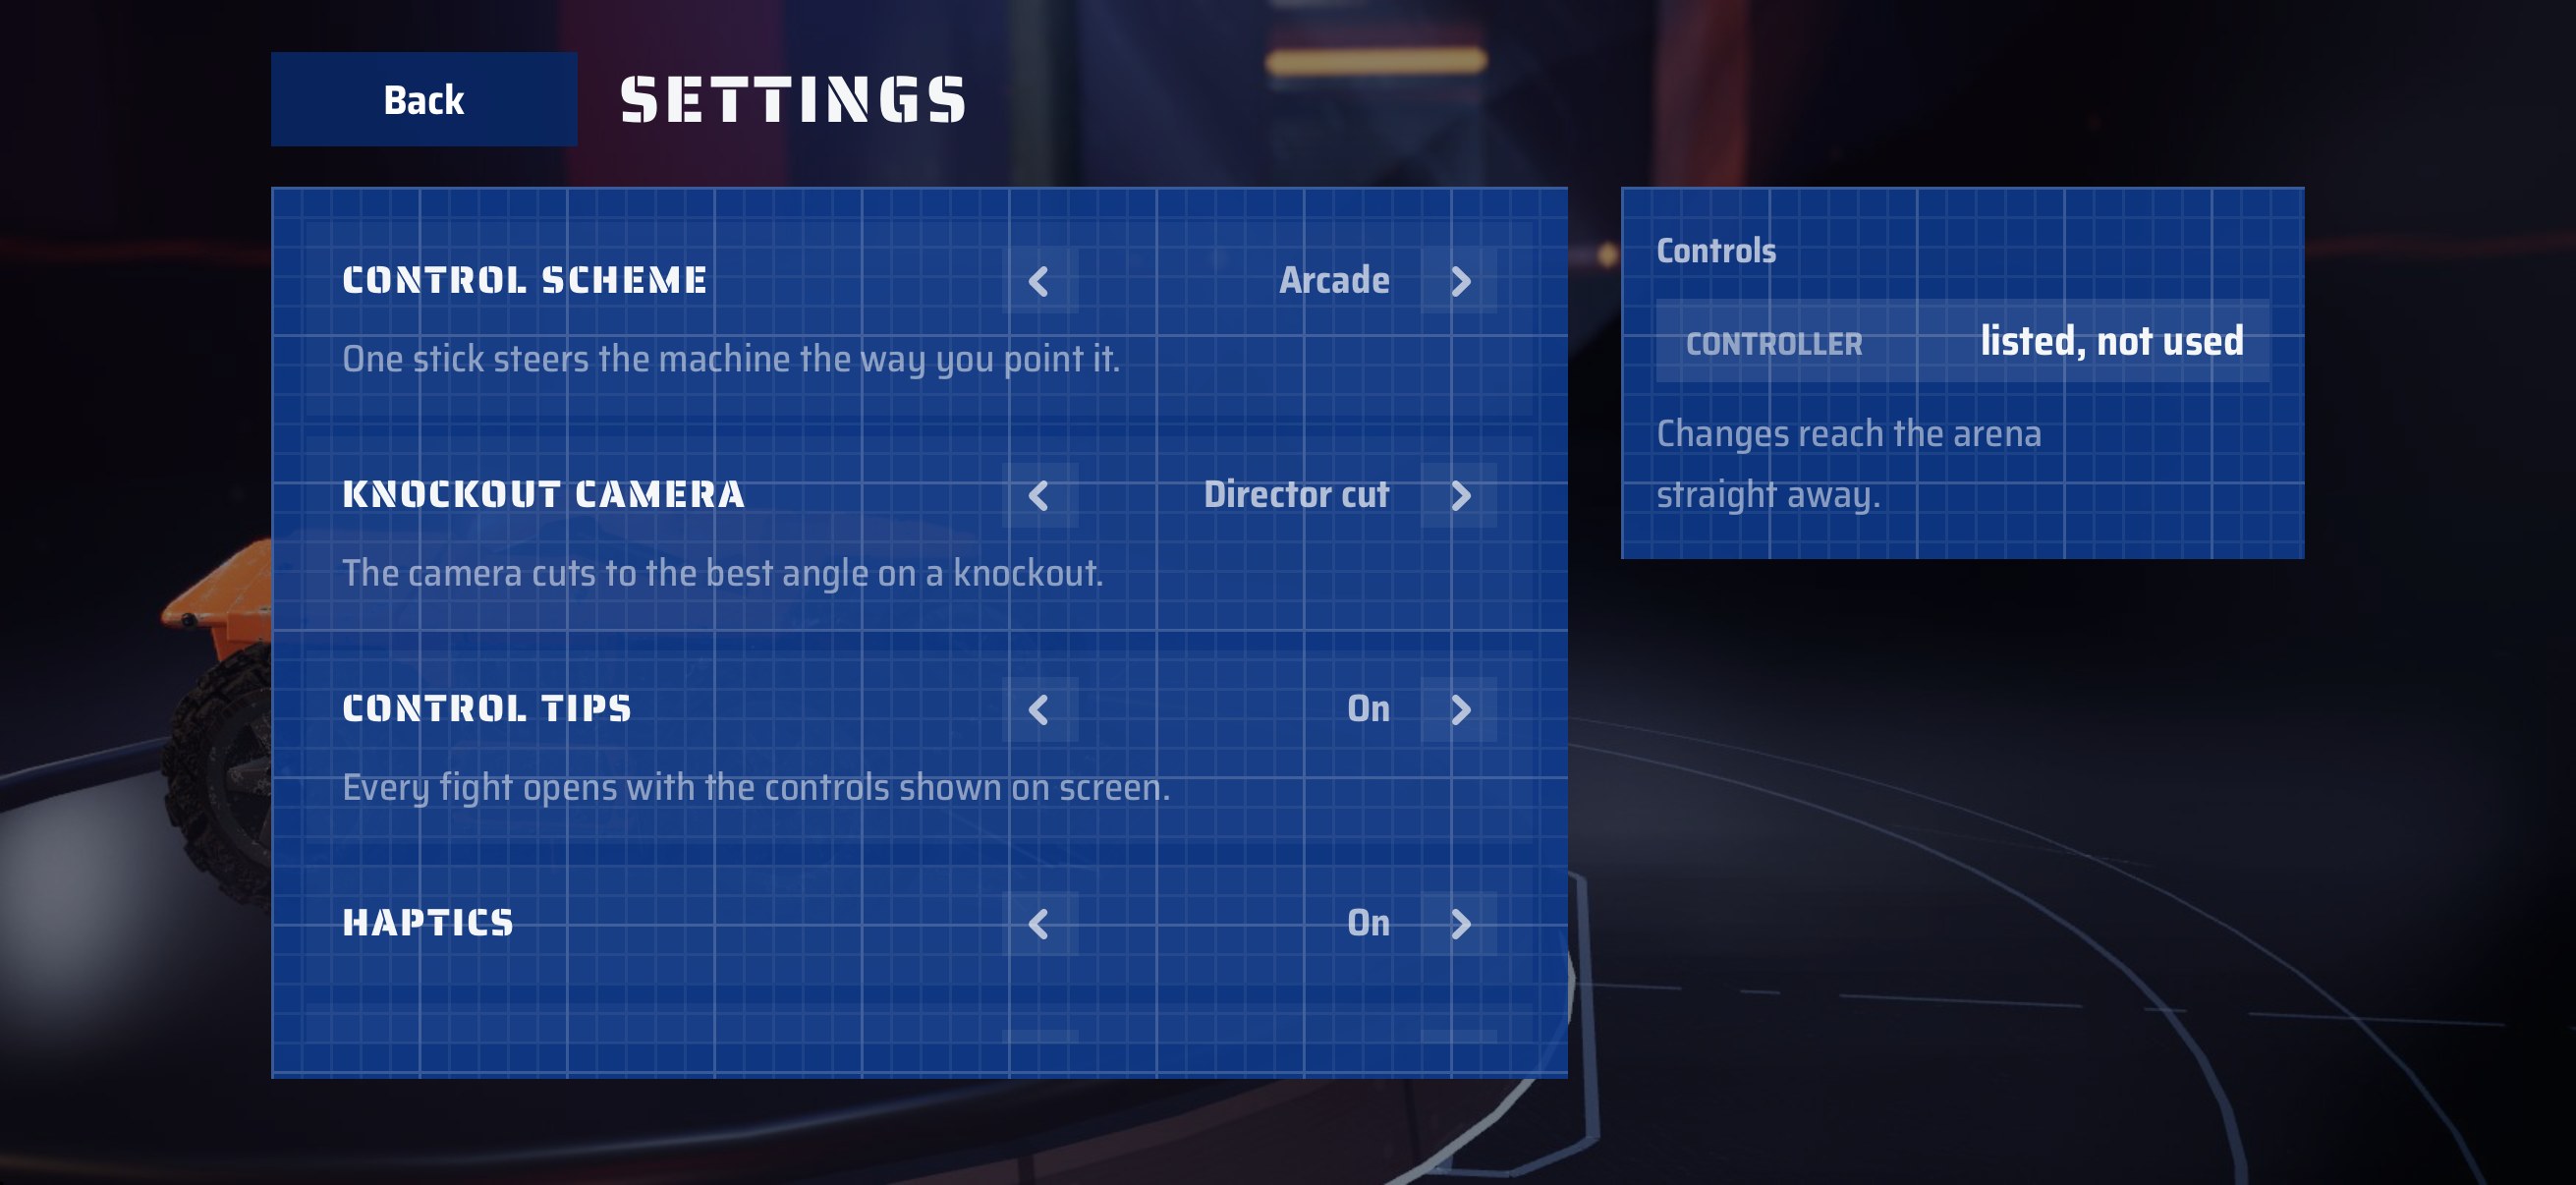 Back
SETTINGS
CONTROL SCHEME
Arcade
One stick steers the machine the way you point it.
KNOCKOUT CAMERA
Director cut
The camera cuts to the best angle on a knockout.
CONTROL TIPS
On
Every fight opens with the controls shown on screen.
HAPTICS
On
Controls
CONTROLLER
listed, not used
Changes reach the arena
straight away.